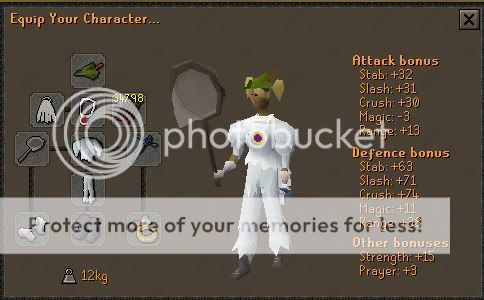 Equip Your Character...
34798
Attack bonus
Stab: +32
Slash: +31
Crush: +30
Magic: -3
Range: +13
photobucket
Defence bonus
Stab: +63
Slash: +71
Crush: +74
Magic: +11
Protect more of your memories for less!
Other bonuses
Strength: +15
Prayer: +3
12kg